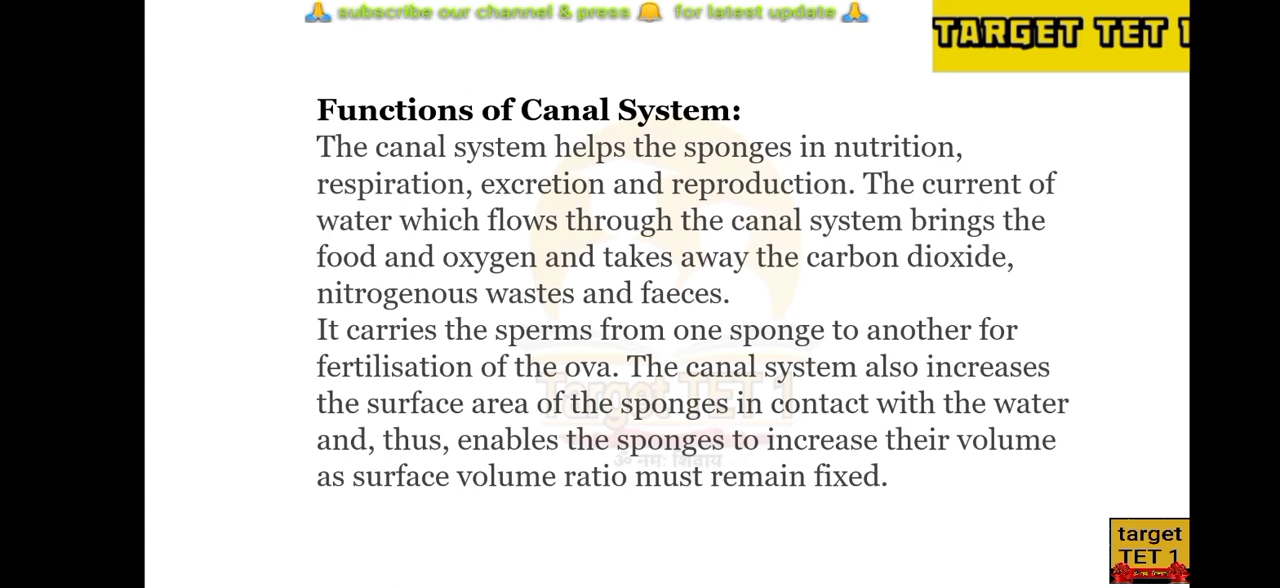 🙏 subscribe our channel & press 🔔 for latest update 🙏
TARGET TET 1
Functions of Canal System:
The canal system helps the sponges in nutrition,
respiration, excretion and reproduction. The current of
water which flows through the canal system brings the
food and oxygen and takes away the carbon dioxide,
nitrogenous wastes and faeces.
It carries the sperms from one sponge to another for
fertilisation of the ova. The canal system also increases
the surface area of the sponges in contact with the water
and, thus, enables the sponges to increase their volume
as surface volume ratio must remain fixed.
Target TET 1
ॐ नमः शिवाय
target
TET 1